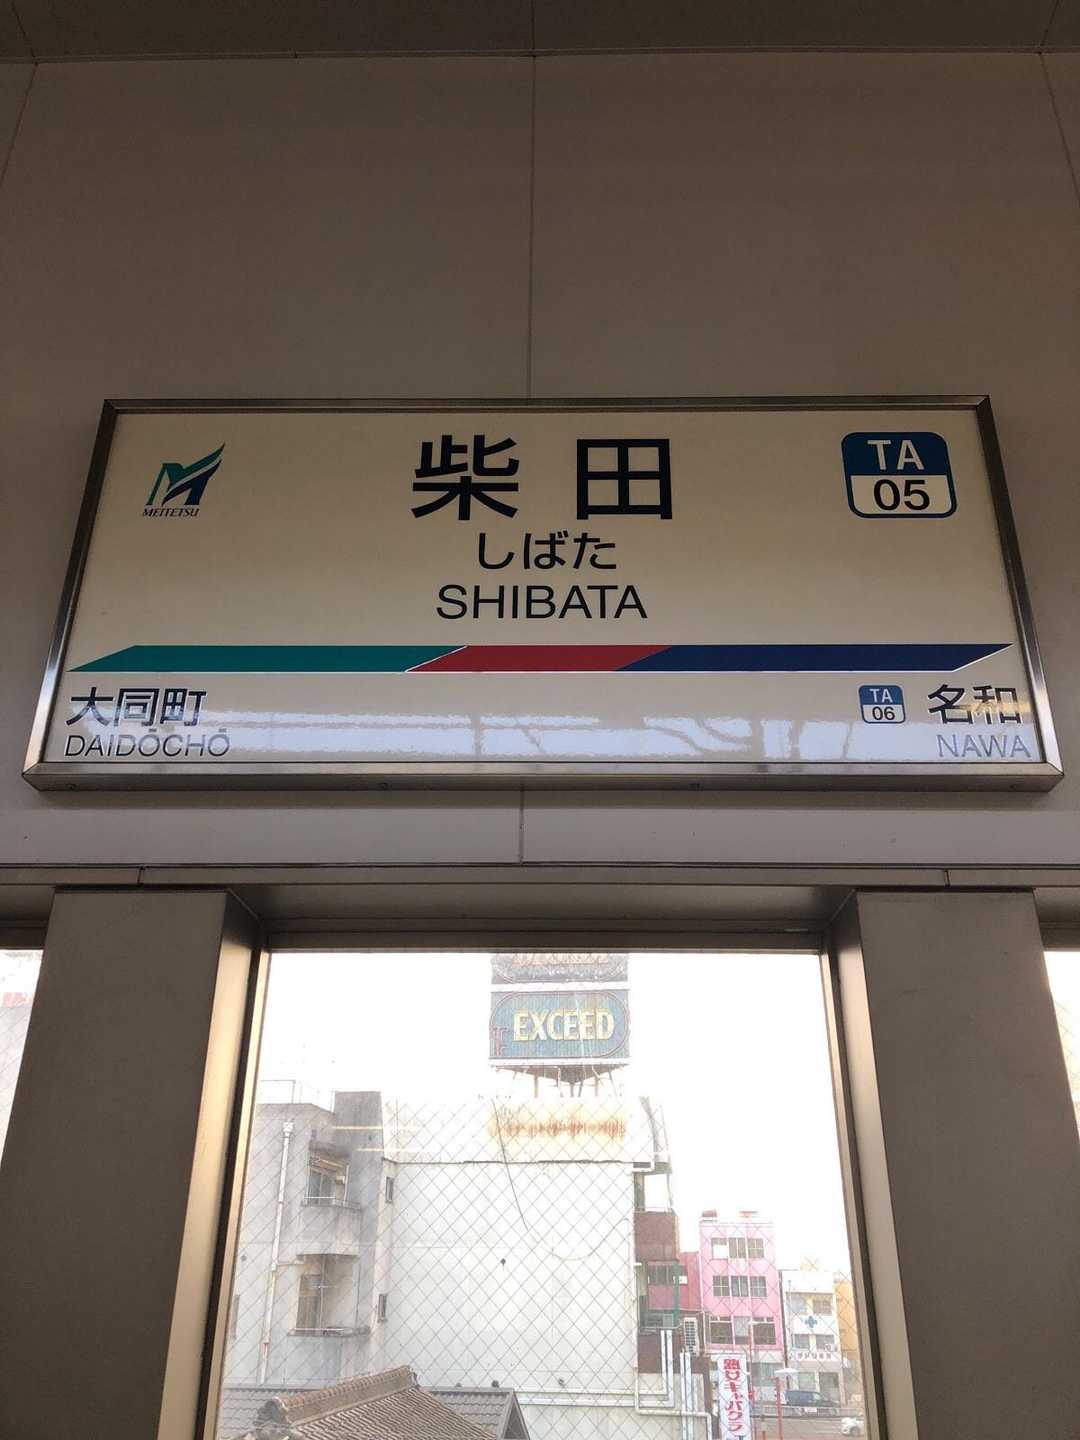 MEITETSU
柴田
TA
05
しばた
SHIBATA
大同町
DAIDŌCHŌ
TA
06
名和
NAWA
EXCEED